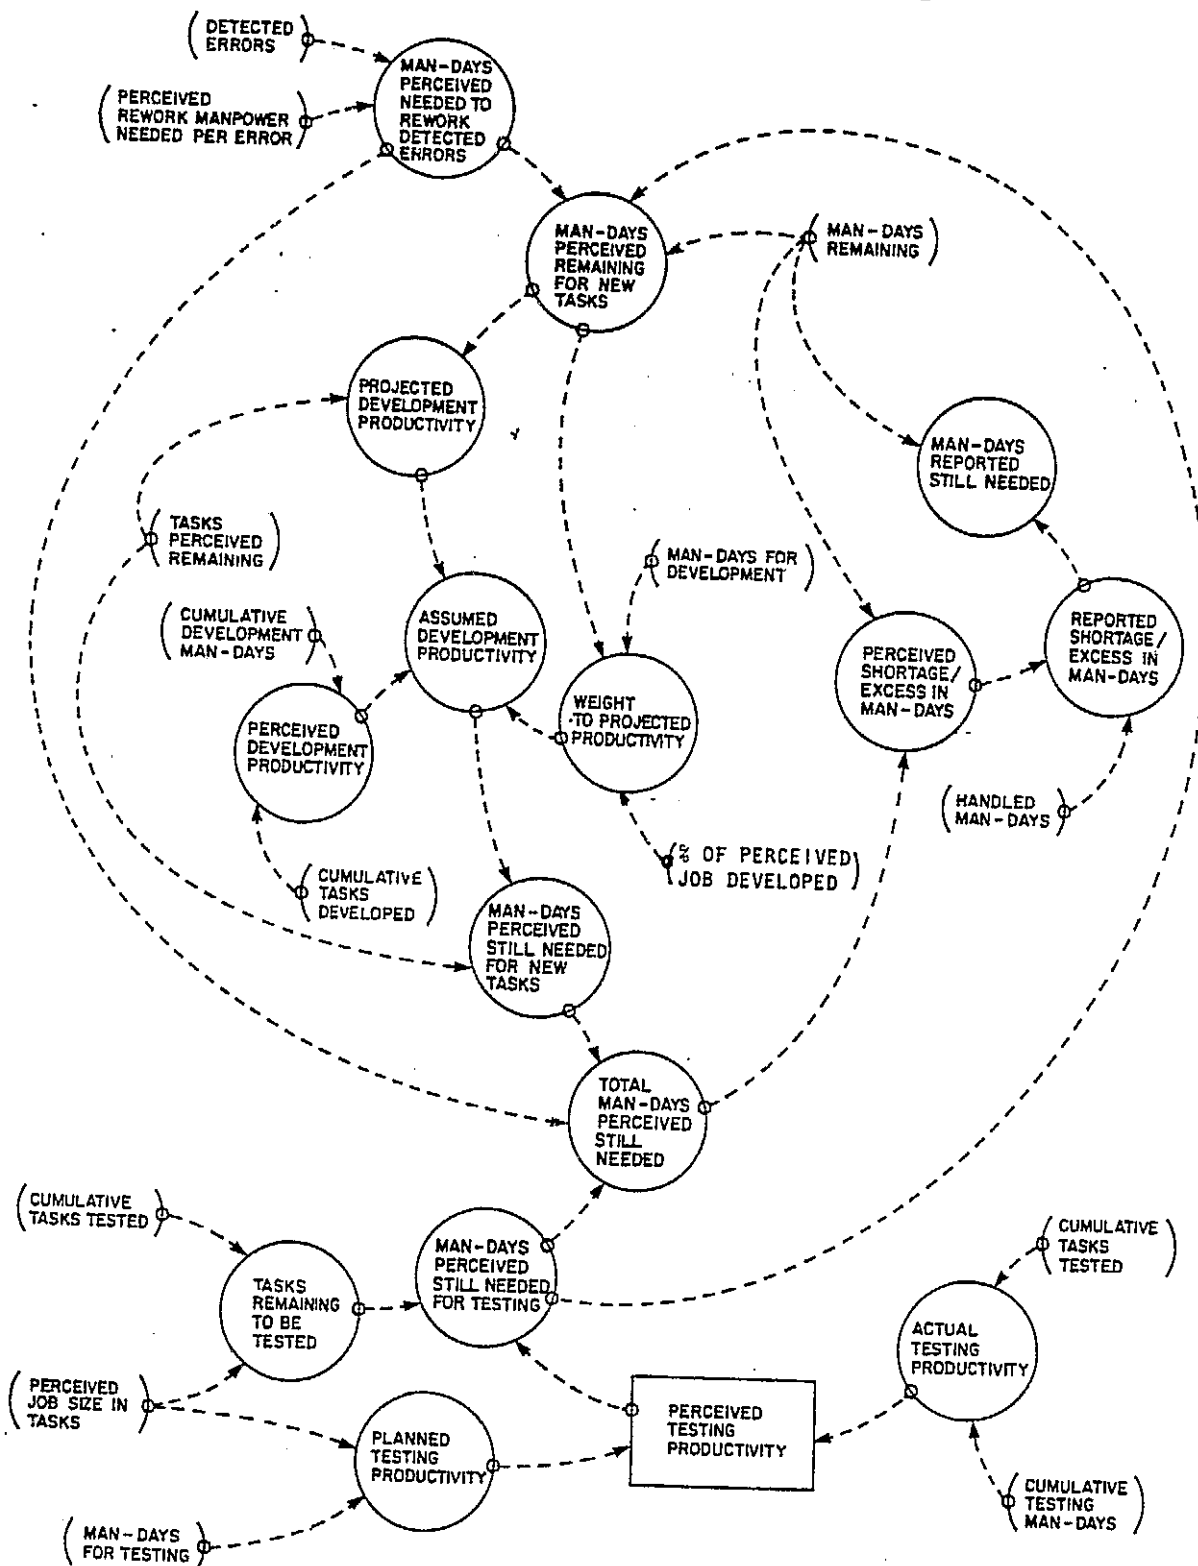 (DETECTED
ERRORS)
(PERCEIVED
REWORK MANPOWER
NEEDED PER ERROR)
MAN-DAYS
PERCEIVED
NEEDED TO
REWORK
DETECTED
ERRORS
MAN-DAYS
PERCEIVED
REMAINING
FOR NEW
TASKS
(MAN-DAYS
REMAINING)
PROJECTED
DEVELOPMENT
PRODUCTIVITY
MAN-DAYS
REPORTED
STILL NEEDED
(TASKS
PERCEIVED
REMAINING)
(MAN-DAYS FOR
DEVELOPMENT)
(CUMULATIVE
DEVELOPMENT
MAN-DAYS)
ASSUMED
DEVELOPMENT
PRODUCTIVITY
PERCEIVED
SHORTAGE/
EXCESS IN
MAN-DAYS
REPORTED
SHORTAGE/
EXCESS IN
MAN-DAYS
WEIGHT
TO PROJECTED
PRODUCTIVITY
PERCEIVED
DEVELOPMENT
PRODUCTIVITY
(HANDLED
MAN-DAYS)
(% OF PERCEIVED
JOB DEVELOPED)
(CUMULATIVE
TASKS
DEVELOPED)
MAN-DAYS
PERCEIVED
STILL NEEDED
FOR NEW
TASKS
TOTAL
MAN-DAYS
PERCEIVED
STILL
NEEDED
(CUMULATIVE
TASKS TESTED)
MAN-DAYS
PERCEIVED
STILL NEEDED
FOR TESTING
(CUMULATIVE
TASKS
TESTED)
TASKS
REMAINING
TO BE
TESTED
ACTUAL
TESTING
PRODUCTIVITY
(PERCEIVED
JOB SIZE IN
TASKS)
PERCEIVED
TESTING
PRODUCTIVITY
PLANNED
TESTING
PRODUCTIVITY
(CUMULATIVE
TESTING
MAN-DAYS)
(MAN-DAYS
FOR TESTING)